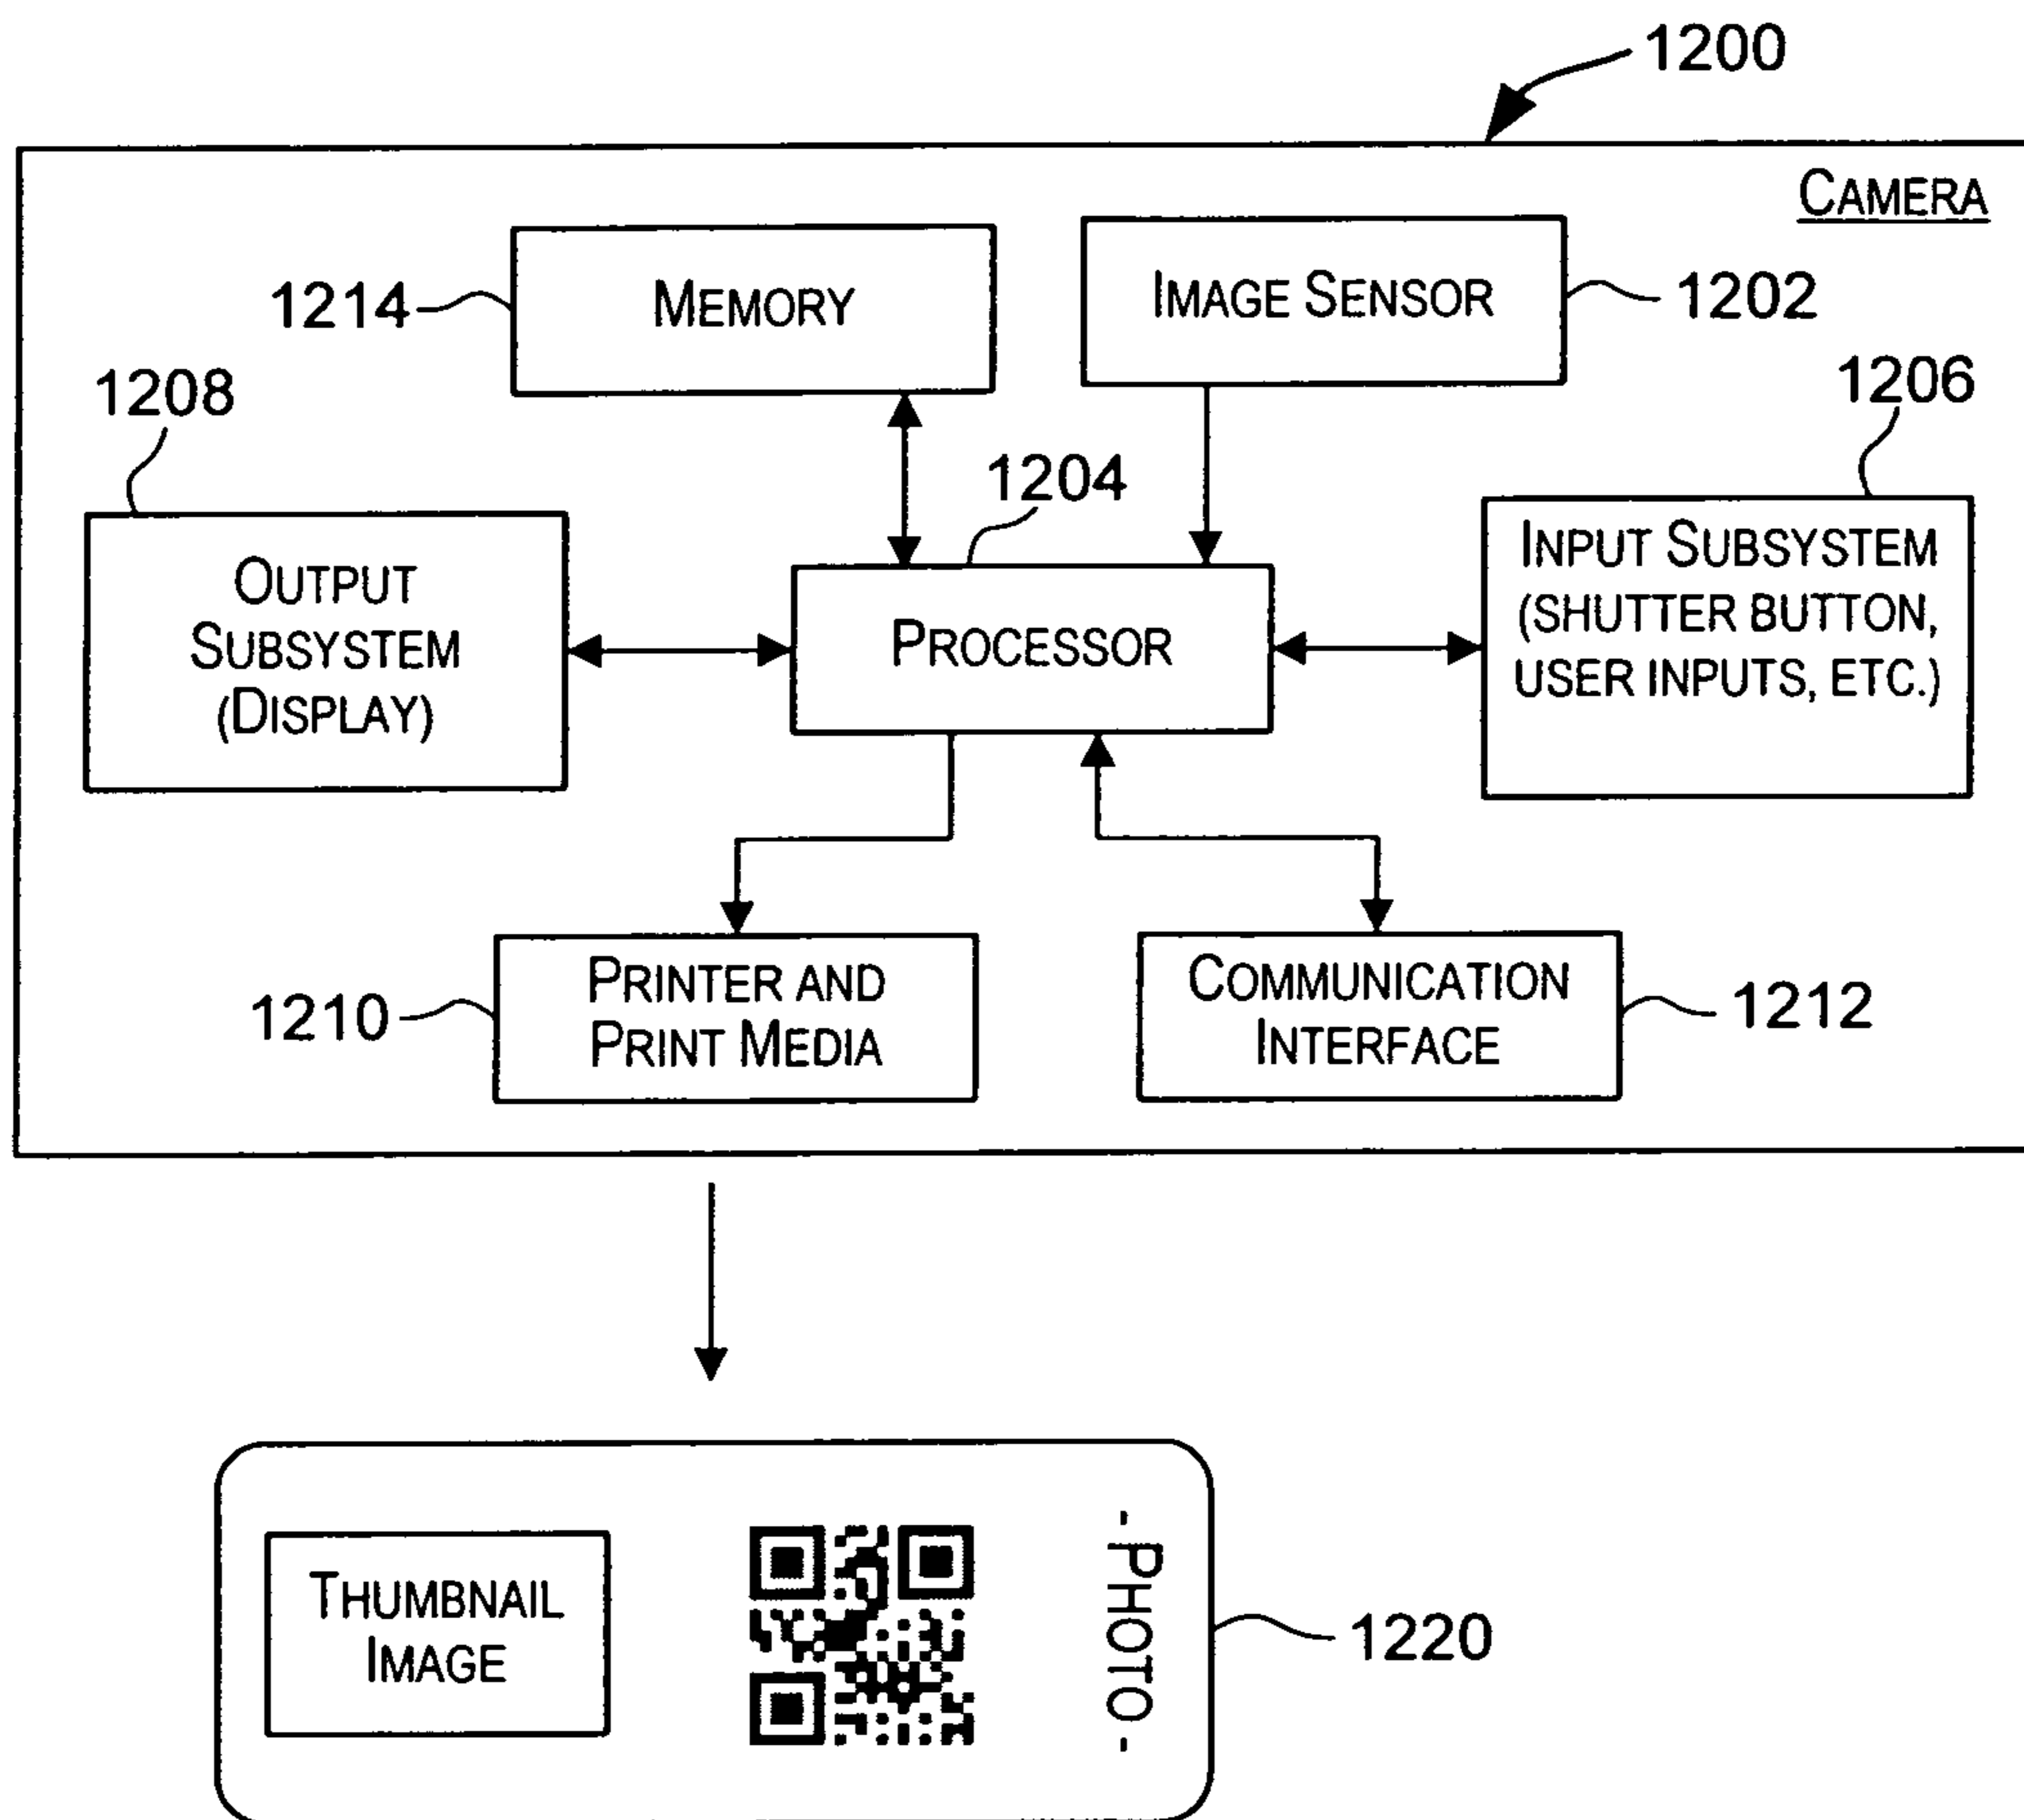 1200
CAMERA
1214
MEMORY
IMAGE SENSOR
1202
1208
1206
1204
OUTPUT
SUBSYSTEM
(DISPLAY)
PROCESSOR
INPUT SUBSYSTEM
(SHUTTER BUTTON,
USER INPUTS, ETC.)
1210
PRINTER AND
PRINT MEDIA
COMMUNICATION
INTERFACE
1212
THUMBNAIL
IMAGE
- PHOTO -
1220